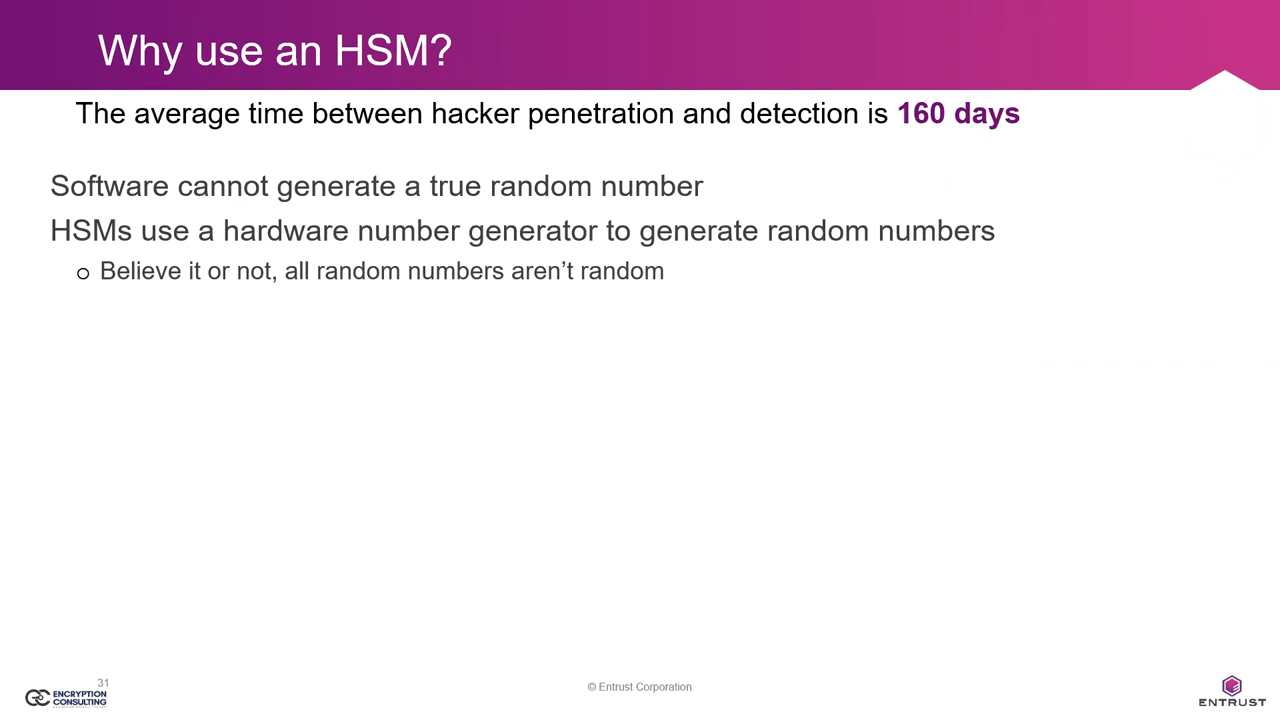 Why use an HSM?
The average time between hacker penetration and detection is 160 days
Software cannot generate a true random number
HSMs use a hardware number generator to generate random numbers
○ Believe it or not, all random numbers aren’t random
31
ENCRYPTION
CONSULTING
© Entrust Corporation
ENTRUST